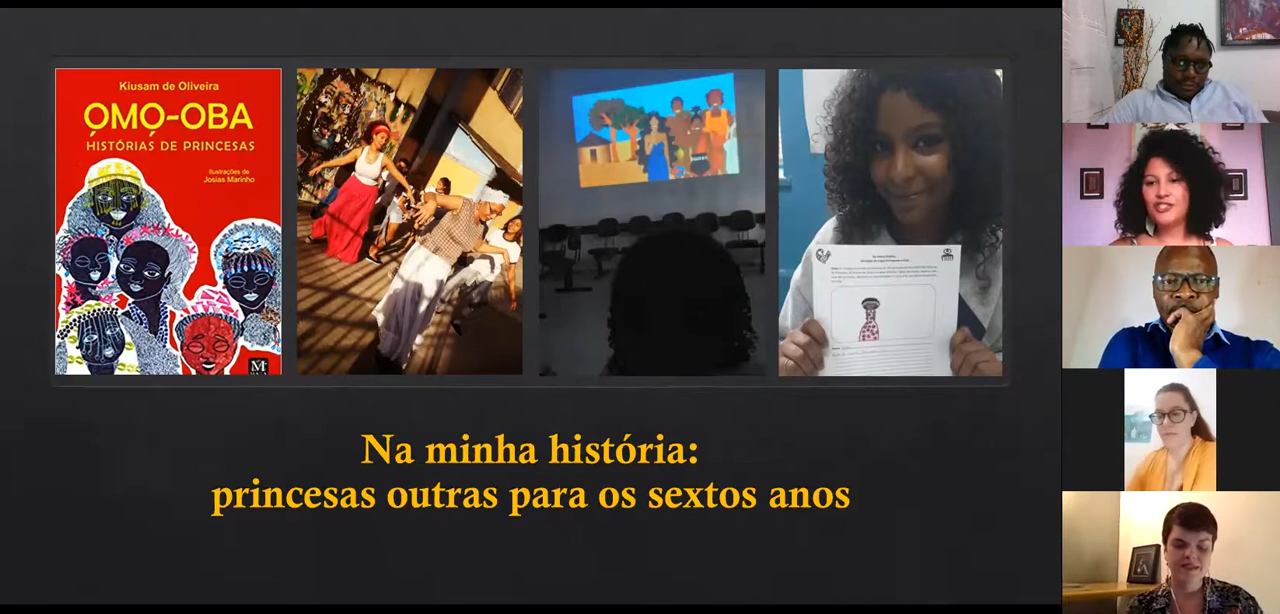 Kiusam de Oliveira
ỌMỌ-ỌBA
HISTÓRIAS DE PRINCESAS
Ilustrações de
Josias Marinho
Na minha história:
princesas outras para os sextos anos